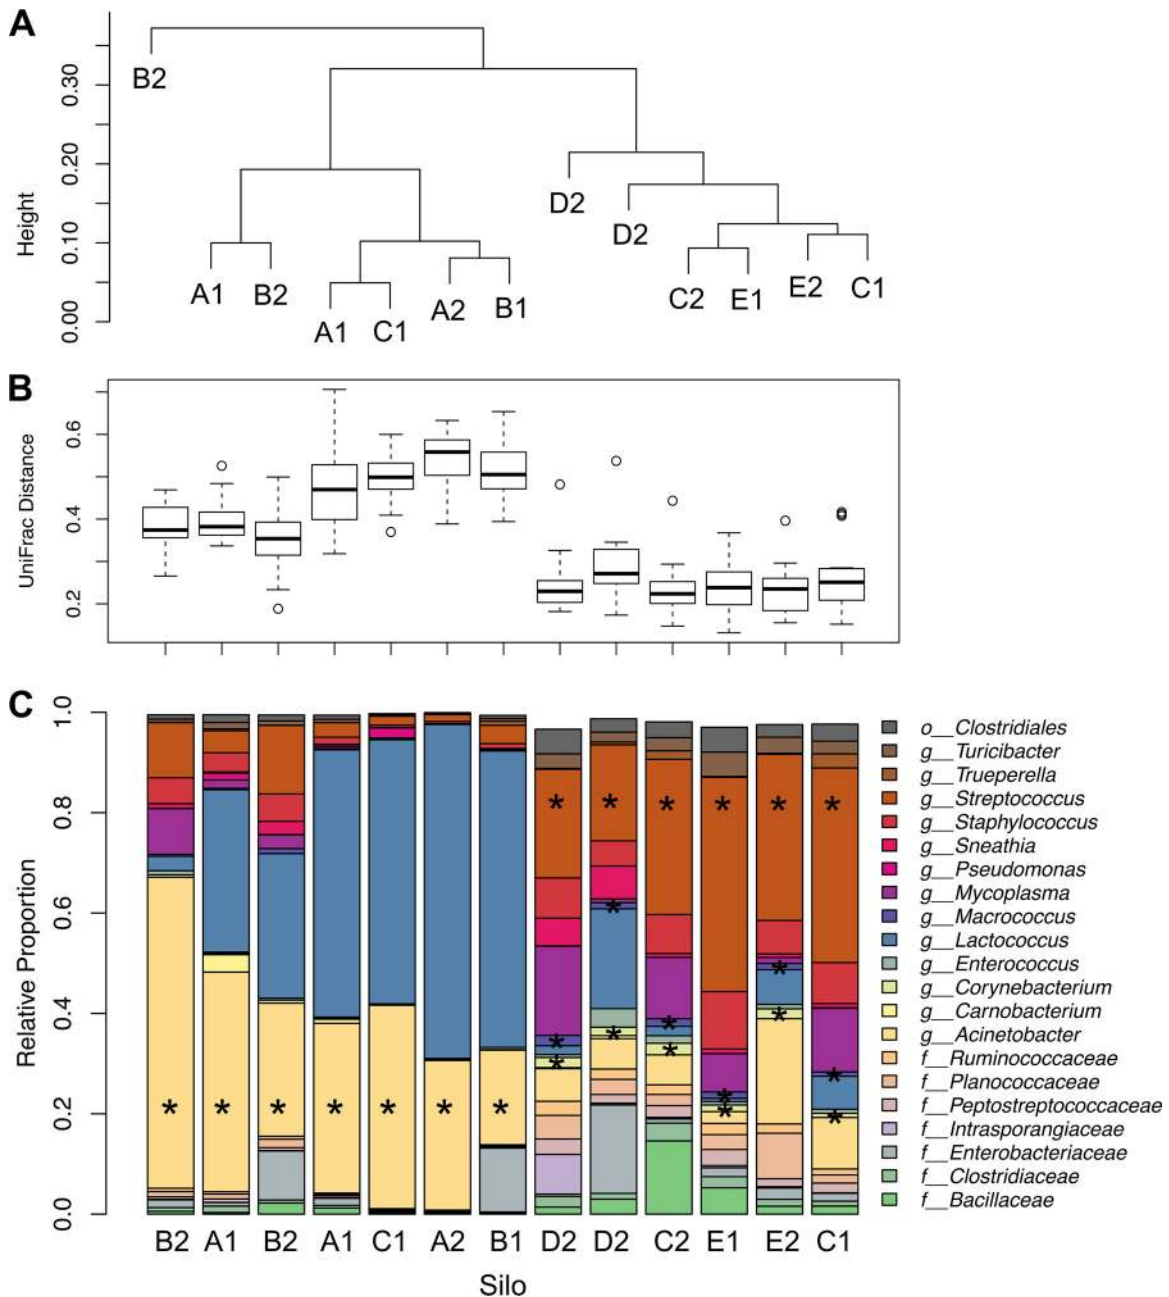 A
Height
0.00
0.10
0.20
0.30
B2
A1
B2
A1
C1
A2
B1
D2
D2
C2
E1
E2
C1
B
UniFrac Distance
0.2
0.4
0.6
C
Relative Proportion
0.0
0.2
0.4
0.6
0.8
1.0
* * * * * * *
* * * * * *
* * * * * *
* * * * * *
B2 A1 B2 A1 C1 A2 B1 D2 D2 C2 E1 E2 C1
Silo
o__Clostridiales
g__Turicibacter
g__Trueperella
g__Streptococcus
g__Staphylococcus
g__Sneathia
g__Pseudomonas
g__Mycoplasma
g__Macrococcus
g__Lactococcus
g__Enterococcus
g__Corynebacterium
g__Carnobacterium
g__Acinetobacter
f__Ruminococcaceae
f__Planococcaceae
f__Peptostreptococcaceae
f__Intrasporangiaceae
f__Enterobacteriaceae
f__Clostridiaceae
f__Bacillaceae